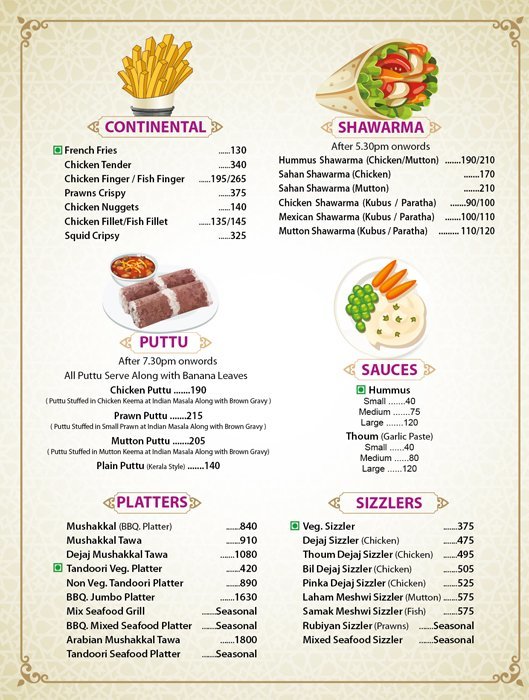 CONTINENTAL
French Fries ......130
Chicken Tender ......340
Chicken Finger / Fish Finger ......195/265
Prawns Crispy ......375
Chicken Nuggets ......140
Chicken Fillet/Fish Fillet ......135/145
Squid Cripsy ......325
SHAWARMA
After 5.30pm onwords
Hummus Shawarma (Chicken/Mutton) .......190/210
Sahan Shawarma (Chicken) .......170
Sahan Shawarma (Mutton) .......210
Chicken Shawarma (Kubus / Paratha) .......90/100
Mexican Shawarma (Kubus / Paratha) .......100/110
Mutton Shawarma (Kubus / Paratha) ......... 110/120
PUTTU
After 7.30pm onwords
All Puttu Serve Along with Banana Leaves
Chicken Puttu .......190
( Puttu Stuffed in Chicken Keema at Indian Masala Along with Brown Gravy )
Prawn Puttu .......215
( Puttu Stuffed in Small Prawn at Indian Masala Along with Brown Gravy )
Mutton Puttu .......205
( Puttu Stuffed in Mutton Keema at Indian Masala Along with Brown Gravy)
Plain Puttu (Kerala Style) .......140
SAUCES
Hummus
Small .......40
Medium .......75
Large .......120
Thoum (Garlic Paste)
Small ......40
Medium ......80
Large ......120
PLATTERS
Mushakkal (BBQ. Platter) .......840
Mushakkal Tawa .......910
Dejaj Mushakkal Tawa .......1080
Tandoori Veg. Platter .......420
Non Veg. Tandoori Platter .......890
BBQ. Jumbo Platter .......1630
Mix Seafood Grill .......Seasonal
BBQ. Mixed Seafood Platter .......Seasonal
Arabian Mushakkal Tawa .......1800
Tandoori Seafood Platter .......Seasonal
SIZZLERS
Veg. Sizzler .......375
Dejaj Sizzler (Chicken) .......475
Thoum Dejaj Sizzler (Chicken) .......495
Bil Dejaj Sizzler (Chicken) .......505
Pinka Dejaj Sizzler (Chicken) .......525
Laham Meshwi Sizzler (Mutton) .......575
Samak Meshwi Sizzler (Fish) .......575
Rubiyan Sizzler (Prawns) .......Seasonal
Mixed Seafood Sizzler .......Seasonal